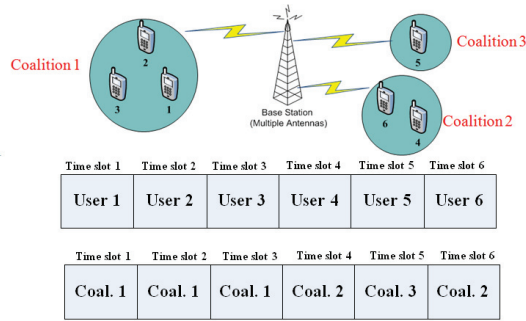 Coalition 1
2
3
1
Base Station
(Multiple Antennas)
5
Coalition 3
6
4
Coalition 2
Time slot 1 Time slot 2 Time slot 3 Time slot 4 Time slot 5 Time slot 6
User 1 User 2 User 3 User 4 User 5 User 6
Time slot 1 Time slot 2 Time slot 3 Time slot 4 Time slot 5 Time slot 6
Coal. 1 Coal. 1 Coal. 1 Coal. 2 Coal. 3 Coal. 2